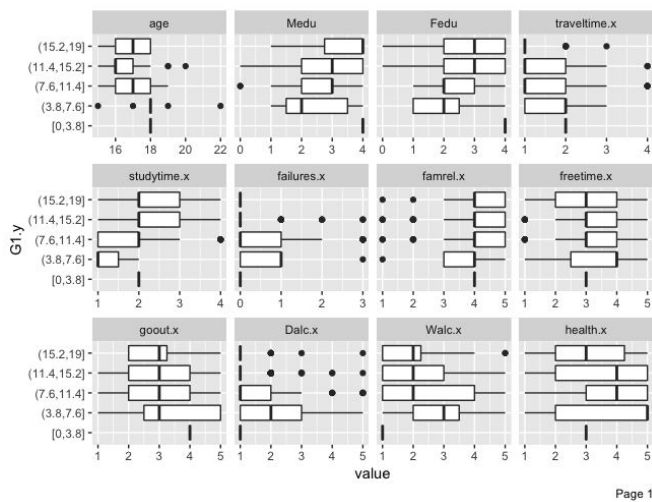 age Medu Fedu traveltime.x
(15.2,19]
(11.4,15.2]
(7.6,11.4]
(3.8,7.6]
[0,3.8]
16 18 20 22 0 1 2 3 4 0 1 2 3 4 1 2 3 4
studytime.x failures.x famrel.x freetime.x
(15.2,19]
(11.4,15.2]
(7.6,11.4]
(3.8,7.6]
[0,3.8]
1 2 3 4 0 1 2 3 1 2 3 4 5 1 2 3 4 5
goout.x Dalc.x Walc.x health.x
(15.2,19]
(11.4,15.2]
(7.6,11.4]
(3.8,7.6]
[0,3.8]
1 2 3 4 5 1 2 3 4 5 1 2 3 4 5 1 2 3 4 5
G1.y
value
Page 1